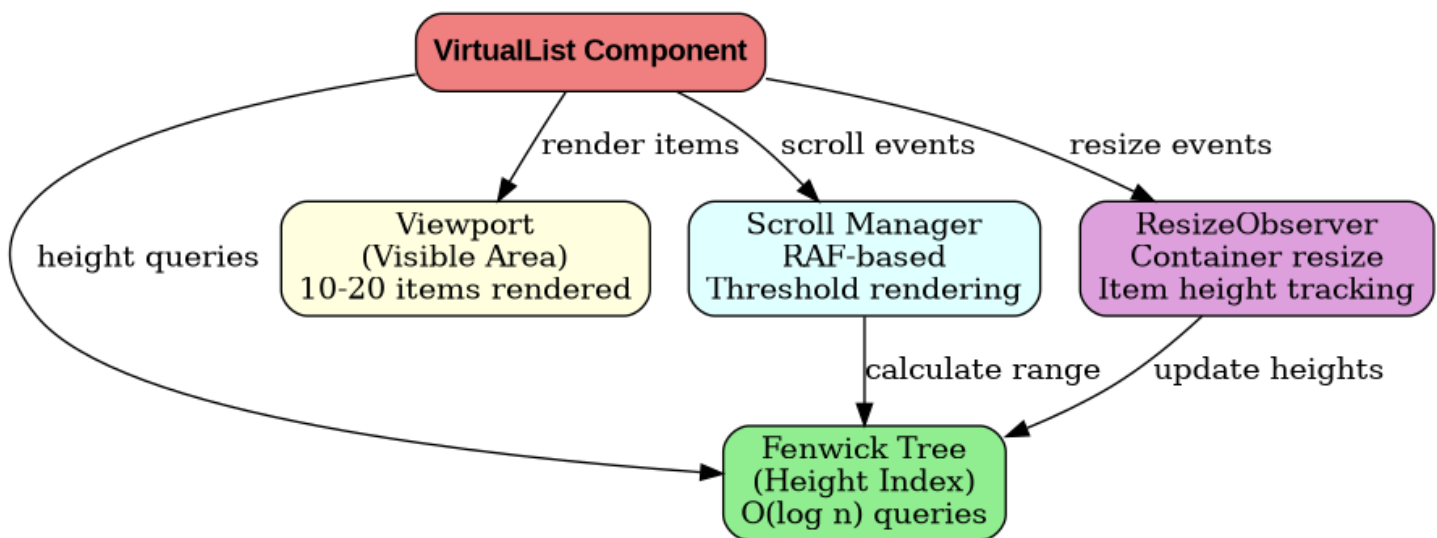 VirtualList Component
render items
scroll events
resize events
height queries
Viewport
(Visible Area)
10-20 items rendered
Scroll Manager
RAF-based
Threshold rendering
ResizeObserver
Container resize
Item height tracking
calculate range
update heights
Fenwick Tree
(Height Index)
O(log n) queries